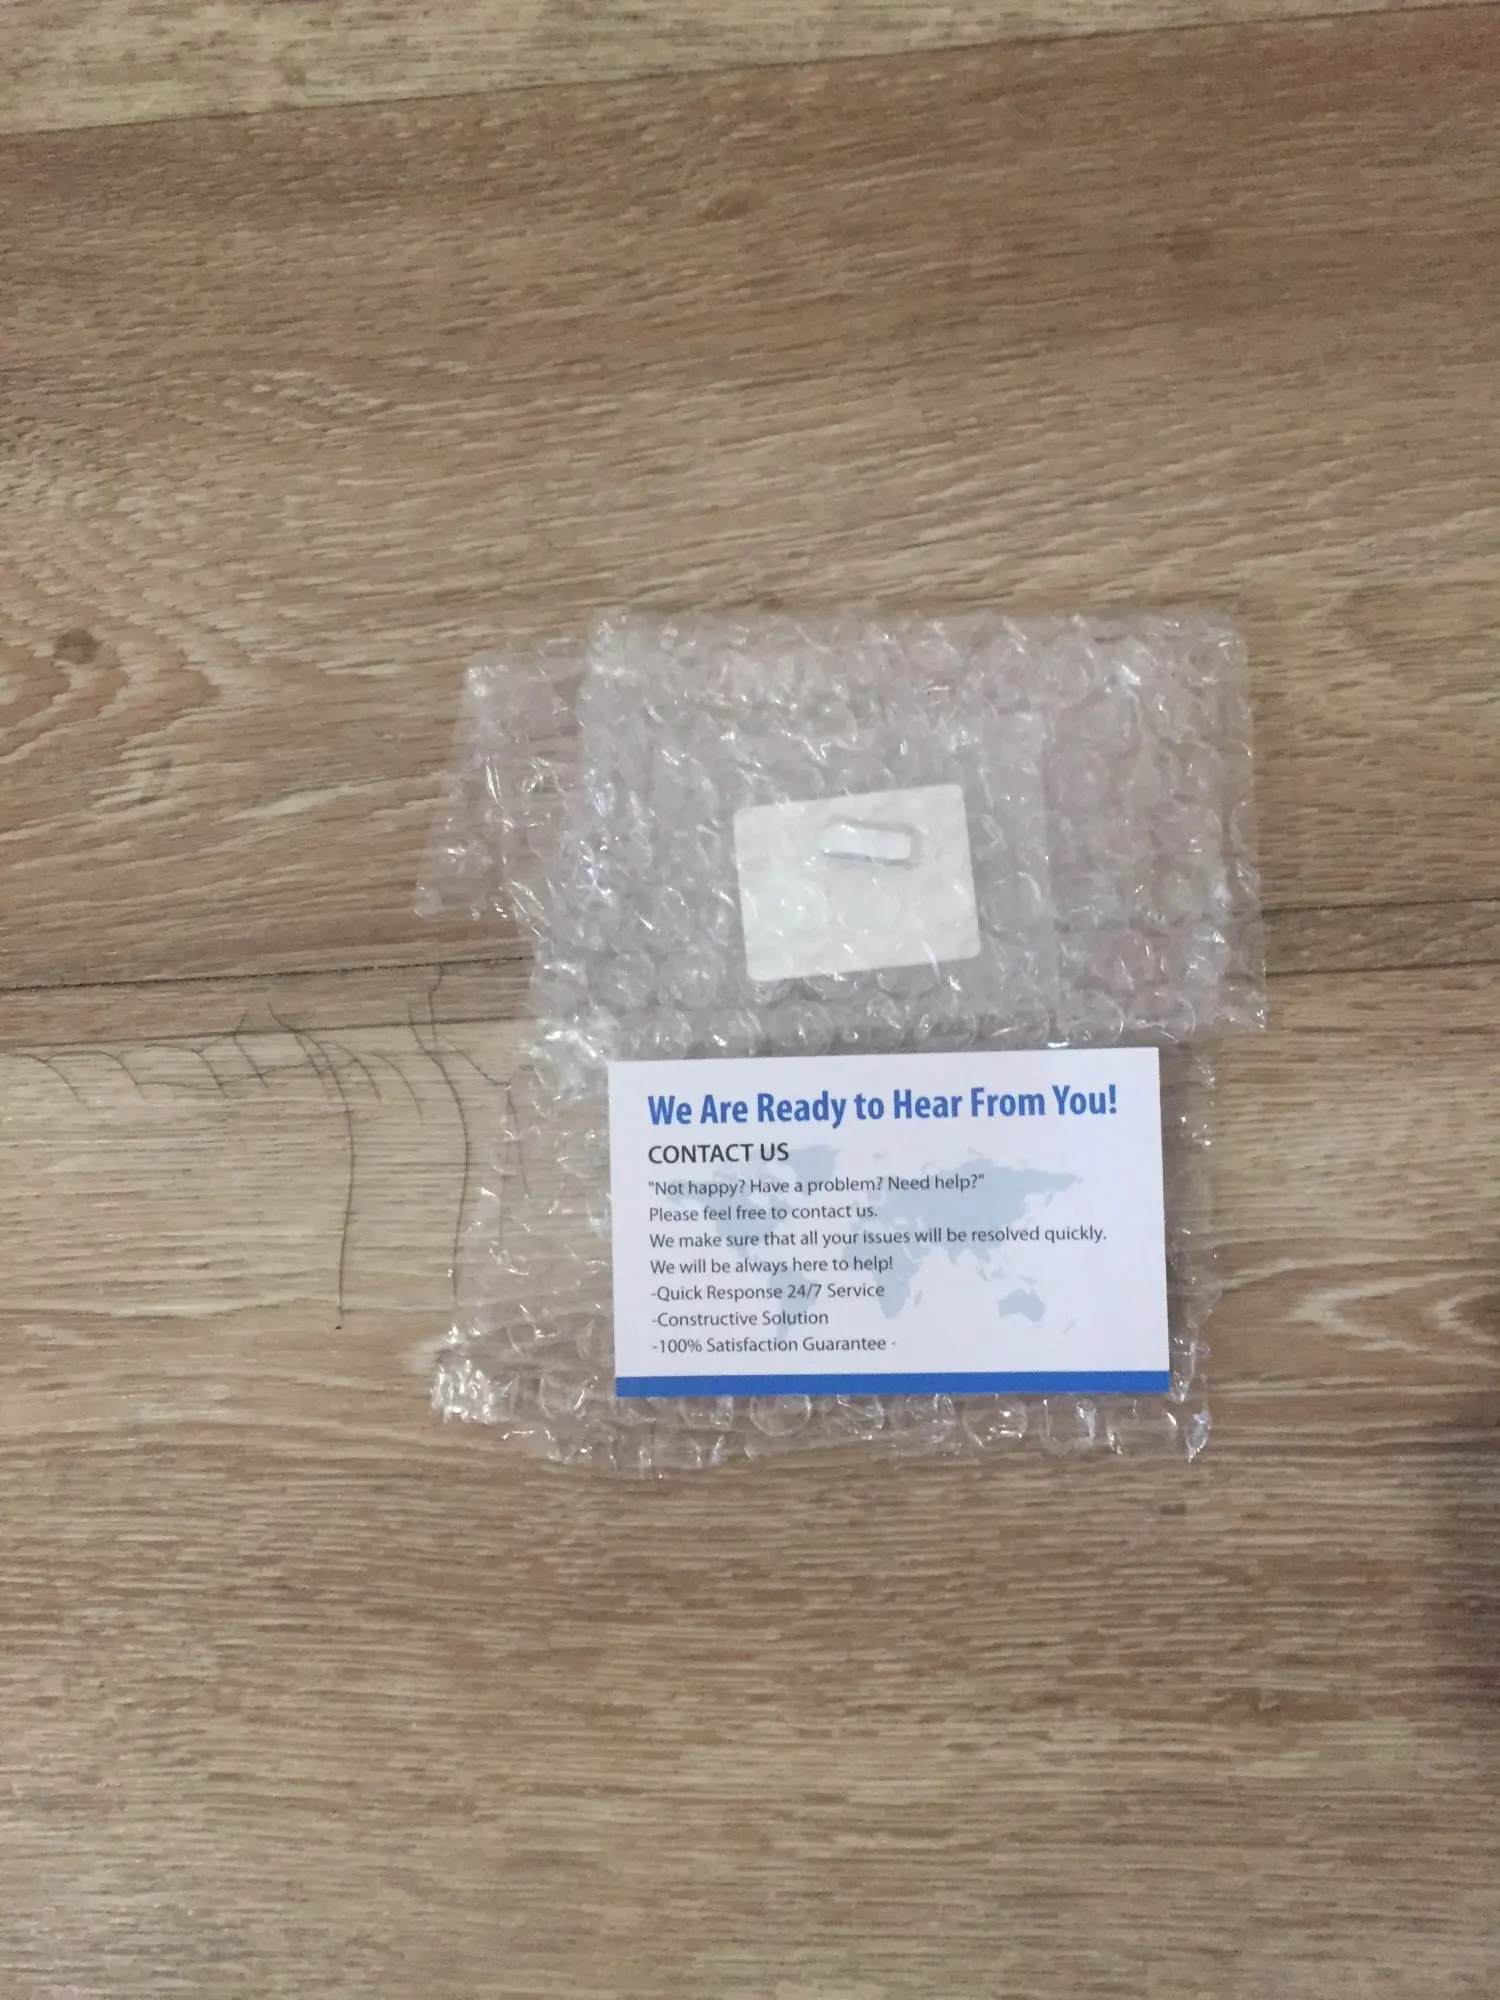 We Are Ready to Hear From You!
CONTACT US
"Not happy? Have a problem? Need help?"
Please feel free to contact us.
We make sure that all your issues will be resolved quickly.
We will be always here to help!
-Quick Response 24/7 Service
-Constructive Solution
-100% Satisfaction Guarantee -